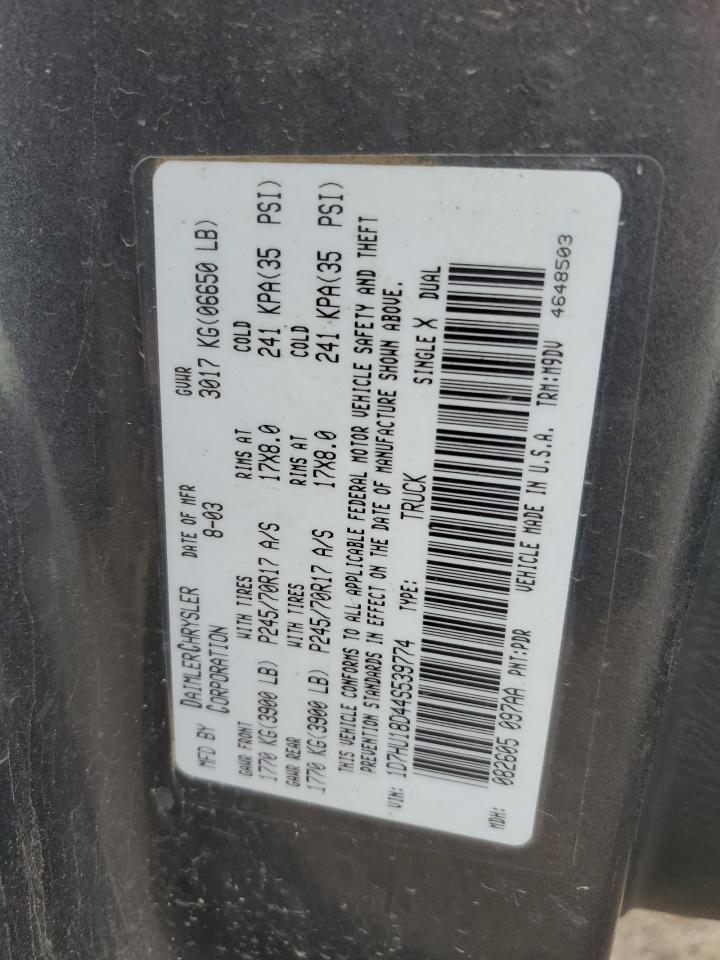 MFD BY DAIMLERCHRYSLER CORPORATION DATE OF MFR 8-03 GVWR 3017 KG(06650 LB)
GAWR FRONT WITH TIRES RIMS AT COLD
1770 KG(3900 LB) P245/70R17 A/S 17X8.0 241 KPA(35 PSI)
GAWR REAR WITH TIRES RIMS AT COLD
1770 KG(3900 LB) P245/70R17 A/S 17X8.0 241 KPA(35 PSI)
THIS VEHICLE CONFORMS TO ALL APPLICABLE FEDERAL MOTOR VEHICLE SAFETY AND THEFT
PREVENTION STANDARDS IN EFFECT ON THE DATE OF MANUFACTURE SHOWN ABOVE.
VIN: 1D7HU18D44S539774 TYPE: TRUCK SINGLE X DUAL
MDH: 082605 097AA PNT:PDR VEHICLE MADE IN U.S.A. TRM:M9DV
4648503